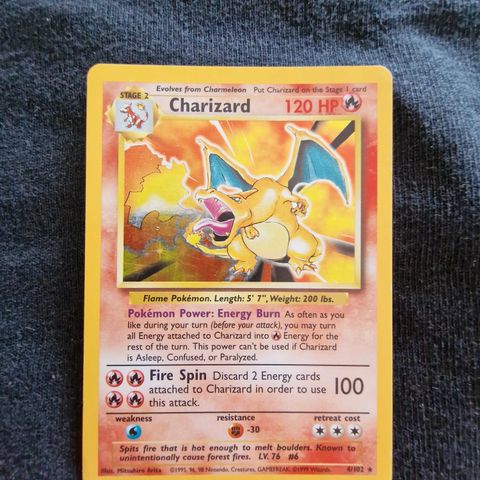 Evolves from Charmeleon Put Charizard on the Stage 1 card
STAGE 2
Charizard 120 HP
Flame Pokémon. Length: 5' 7", Weight: 200 lbs.
Pokémon Power: Energy Burn As often as you
like during your turn (before your attack), you may turn
all Energy attached to Charizard into Energy for the
rest of the turn. This power can't be used if Charizard
is Asleep, Confused, or Paralyzed.
Fire Spin Discard 2 Energy cards
attached to Charizard in order to use
this attack.
100
weakness resistance retreat cost
-30
Spits fire that is hot enough to melt boulders. Known to
unintentionally cause forest fires. LV. 76 #6
Illus. Mitsuhiro Arita ©1995, 96, 98 Nintendo, Creatures, GAMEFREAK. ©1999 Wizards. 4/102